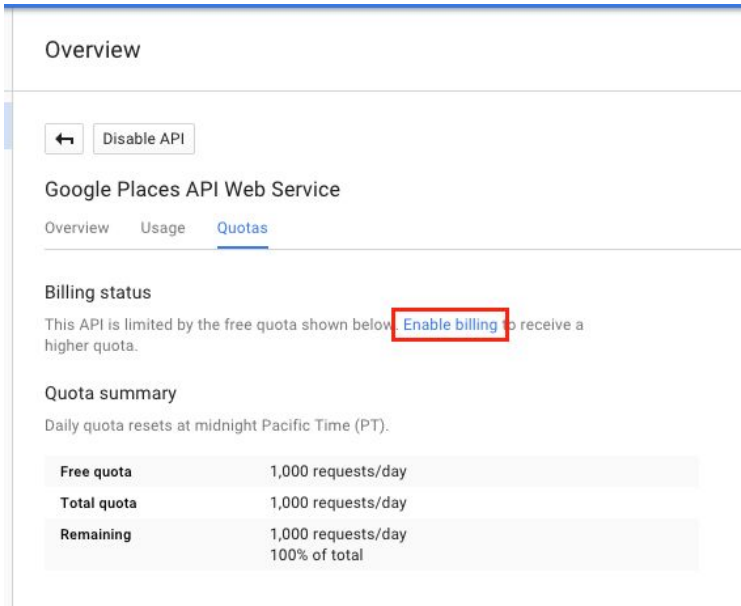 Overview
Disable API
Google Places API Web Service
Overview Usage Quotas
Billing status
This API is limited by the free quota shown below. Enable billing to receive a
higher quota.
Quota summary
Daily quota resets at midnight Pacific Time (PT).
Free quota 1,000 requests/day
Total quota 1,000 requests/day
Remaining 1,000 requests/day
100% of total